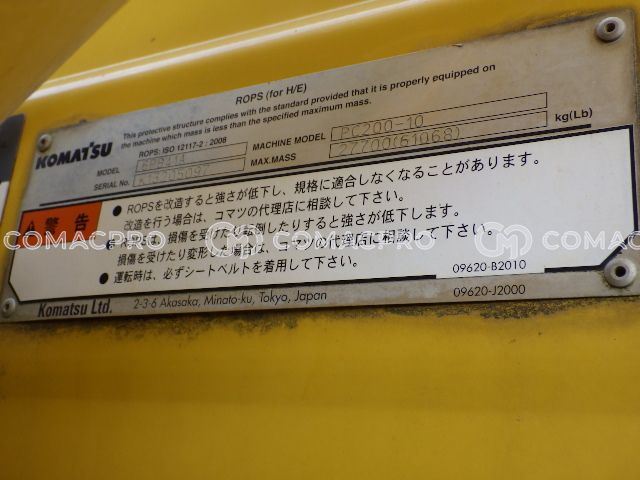 ROPS (for H/E)
This protective structure complies with the standard provided that it is properly equipped on
the machine which mass is less than the specified maximum mass.
KOMATSU
ROPS: ISO 12117-2 : 2008
MODEL
MACHINE MODEL PC200-10
SERIAL No.
MAX.MASS 27700(61068) kg(Lb)
警告
● ROPSを改造すると強さが低下し、規格に適合しなくなることがあります。
改造を行う場合は、コマツの代理店に相談して下さい。
● ROPSは、損傷を受けたり転倒したりすると強さが低下します。
損傷を受けたり変形した場合は、コマツの代理店に相談して下さい。
● 運転時は、必ずシートベルトを着用して下さい。
09620-B2010
Komatsu Ltd. 2-3-6 Akasaka, Minato-ku, Tokyo, Japan
09620-J2000
COMACPRO COMACPRO COMACPRO